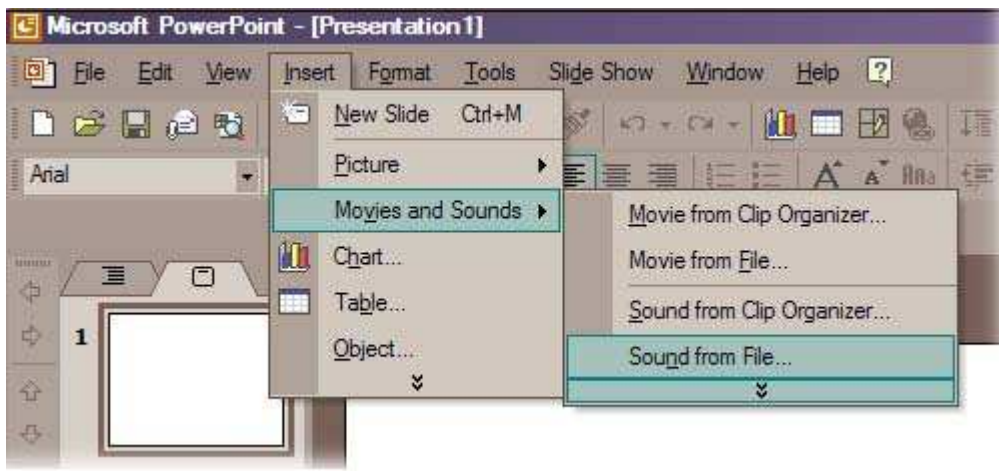 Microsoft PowerPoint - [Presentation1]
File Edit View Insert Format Tools Slide Show Window Help
New Slide Ctrl+M
Arial
Picture
Movies and Sounds
Movie from Clip Organizer...
Chart...
Movie from File...
Table...
Sound from Clip Organizer...
1
Object...
Sound from File...